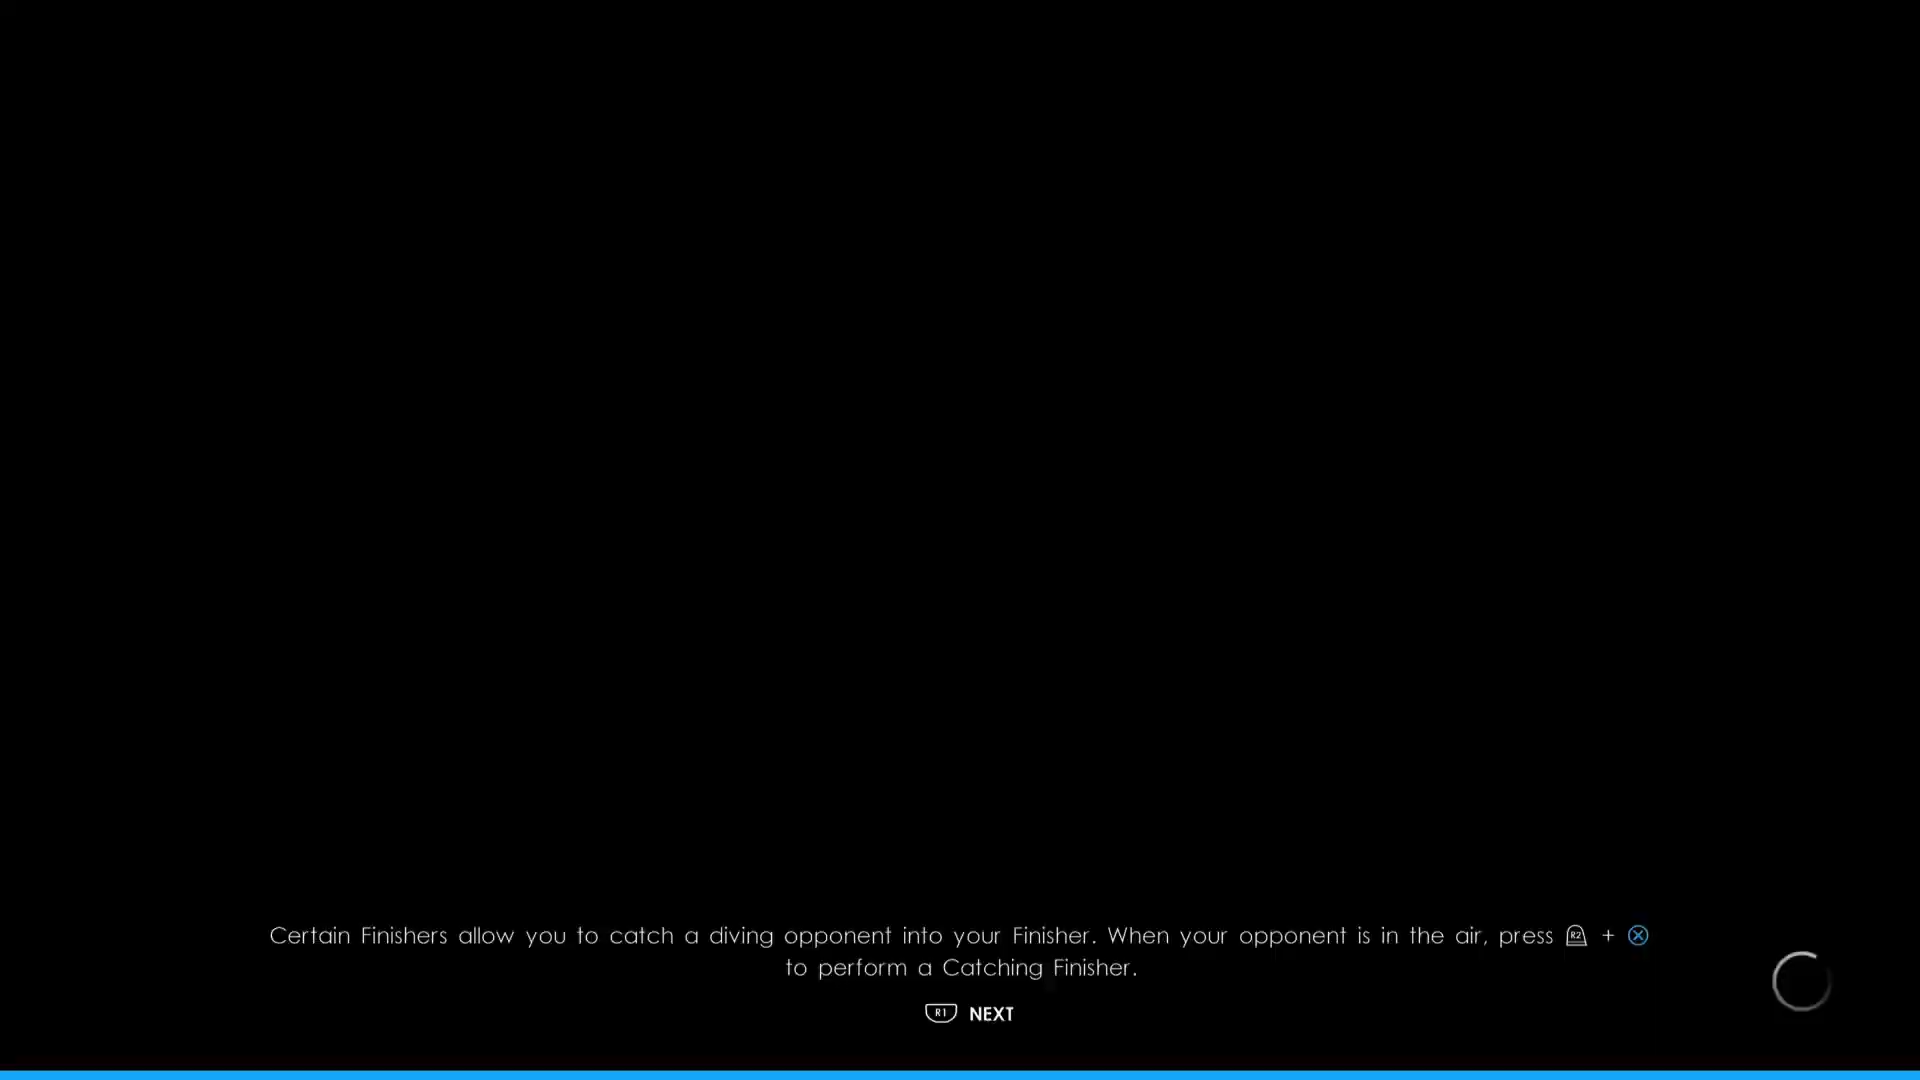 Certain Finishers allow you to catch a diving opponent into your Finisher. When your opponent is in the air, press R2 +
to perform a Catching Finisher.
R1 NEXT